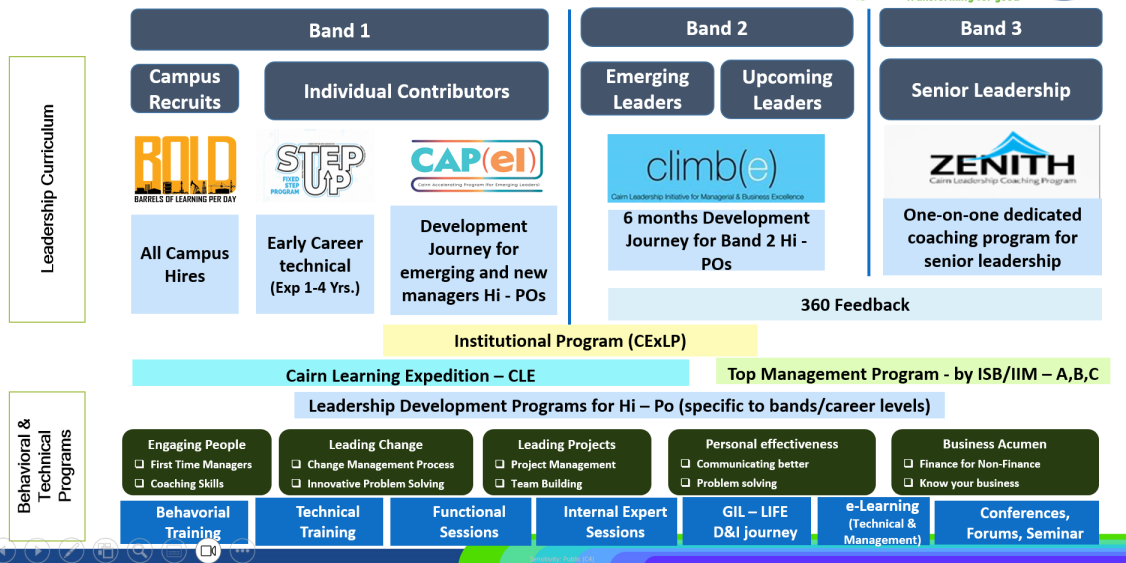 Band 1
Band 2
Band 3
Leadership Curriculum
Campus
Recruits
Individual Contributors
Emerging
Leaders
Upcoming
Leaders
Senior Leadership
BOLD
BARRELS OF LEARNING PER DAY
STEP
UP
FIXED
STEP
PROGRAM
CAP(el)
Cairn Accelerating Program (for Emerging Leaders)
climb(e)
Cairn Leadership Initiative for Managerial & Business Excellence
ZENITH
Cairn Leadership Coaching Program
All Campus
Hires
Early Career
technical
(Exp 1-4 Yrs.)
Development
Journey for
emerging and new
managers Hi - POs
6 months Development
Journey for Band 2 Hi -
POs
One-on-one dedicated
coaching program for
senior leadership
360 Feedback
Institutional Program (CExLP)
Cairn Learning Expedition – CLE
Top Management Program - by ISB/IIM – A,B,C
Leadership Development Programs for Hi – Po (specific to bands/career levels)
Behavioral &
Technical
Programs
Engaging People
First Time Managers
Coaching Skills
Leading Change
Change Management Process
Innovative Problem Solving
Leading Projects
Project Management
Team Building
Personal effectiveness
Communicating better
Problem solving
Business Acumen
Finance for Non-Finance
Know your business
Behavorial
Training
Technical
Training
Functional
Sessions
Internal Expert
Sessions
GIL – LIFE
D&I journey
e-Learning
(Technical &
Management)
Conferences,
Forums, Seminar
Sensitivity: Public (C4)